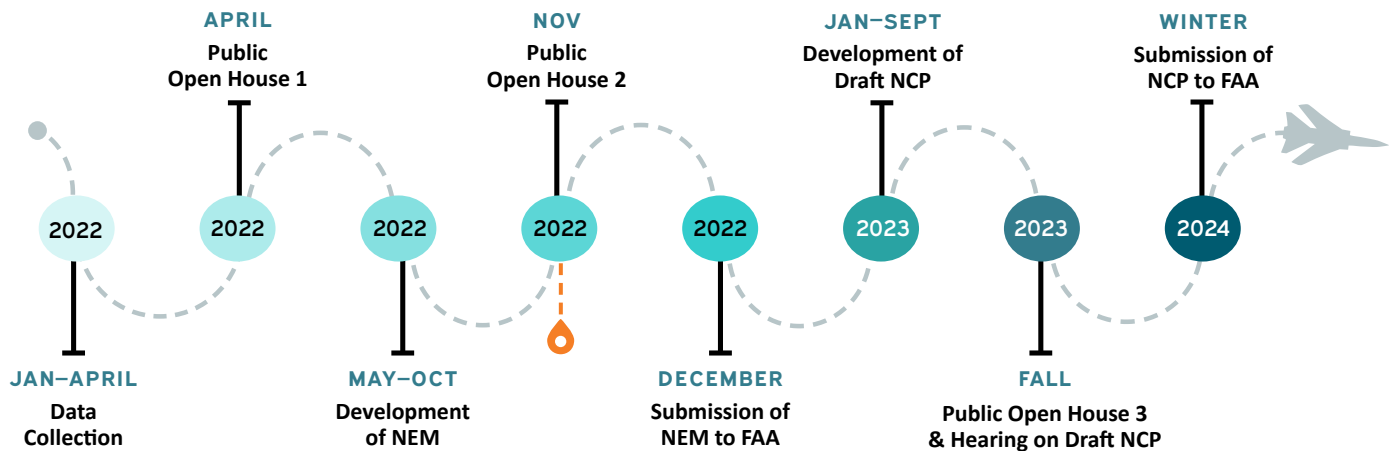 APRIL
Public
Open House 1
NOV
Public
Open House 2
JAN–SEPT
Development of
Draft NCP
WINTER
Submission of
NCP to FAA
2022
2022
2022
2022
2022
2023
2023
2024
JAN–APRIL
Data
Collection
MAY–OCT
Development
of NEM
DECEMBER
Submission of
NEM to FAA
FALL
Public Open House 3
& Hearing on Draft NCP